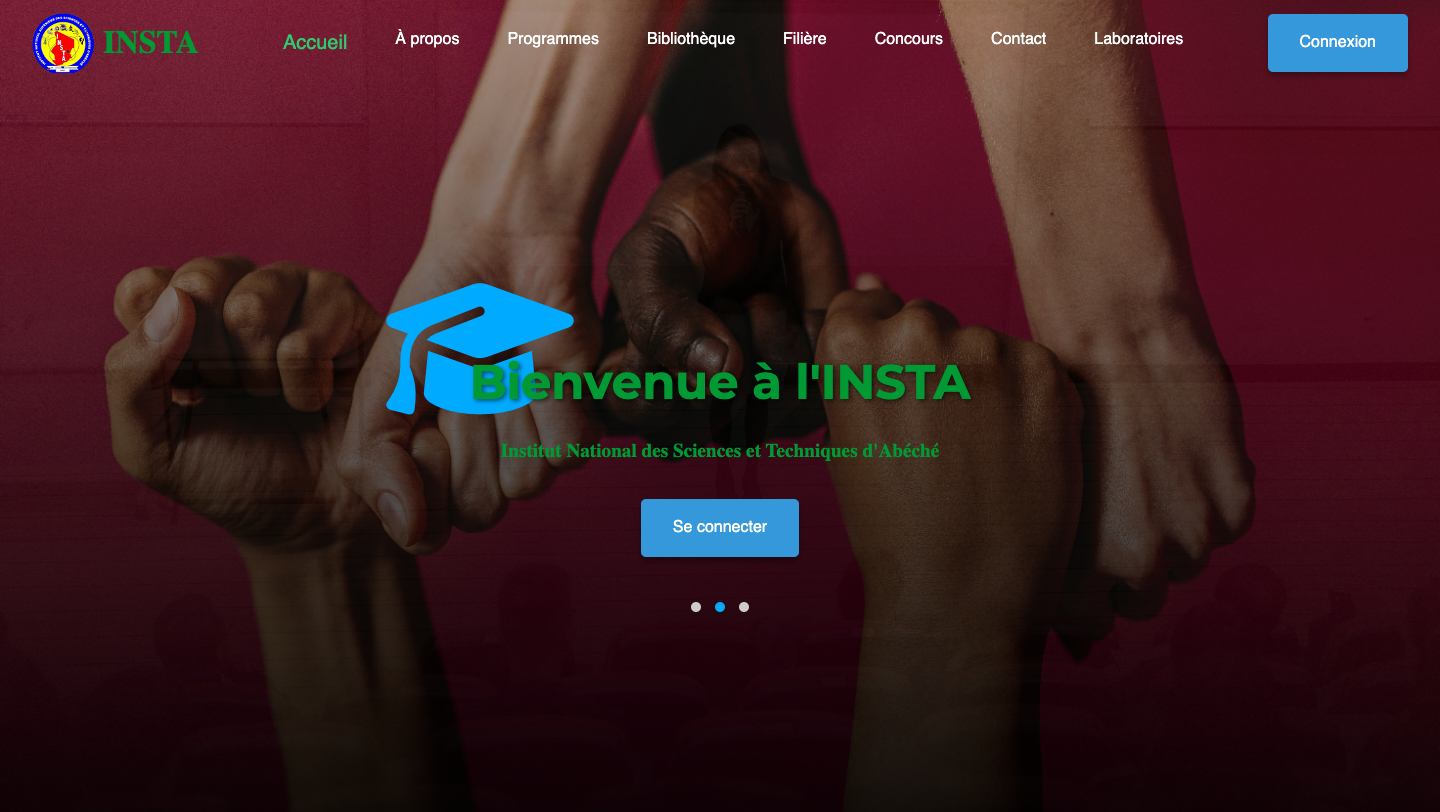 INSTA
Accueil
À propos
Programmes
Bibliothèque
Filière
Concours
Contact
Laboratoires
Connexion
Bienvenue à l'INSTA
Institut National des Sciences et Techniques d'Abéché
Se connecter